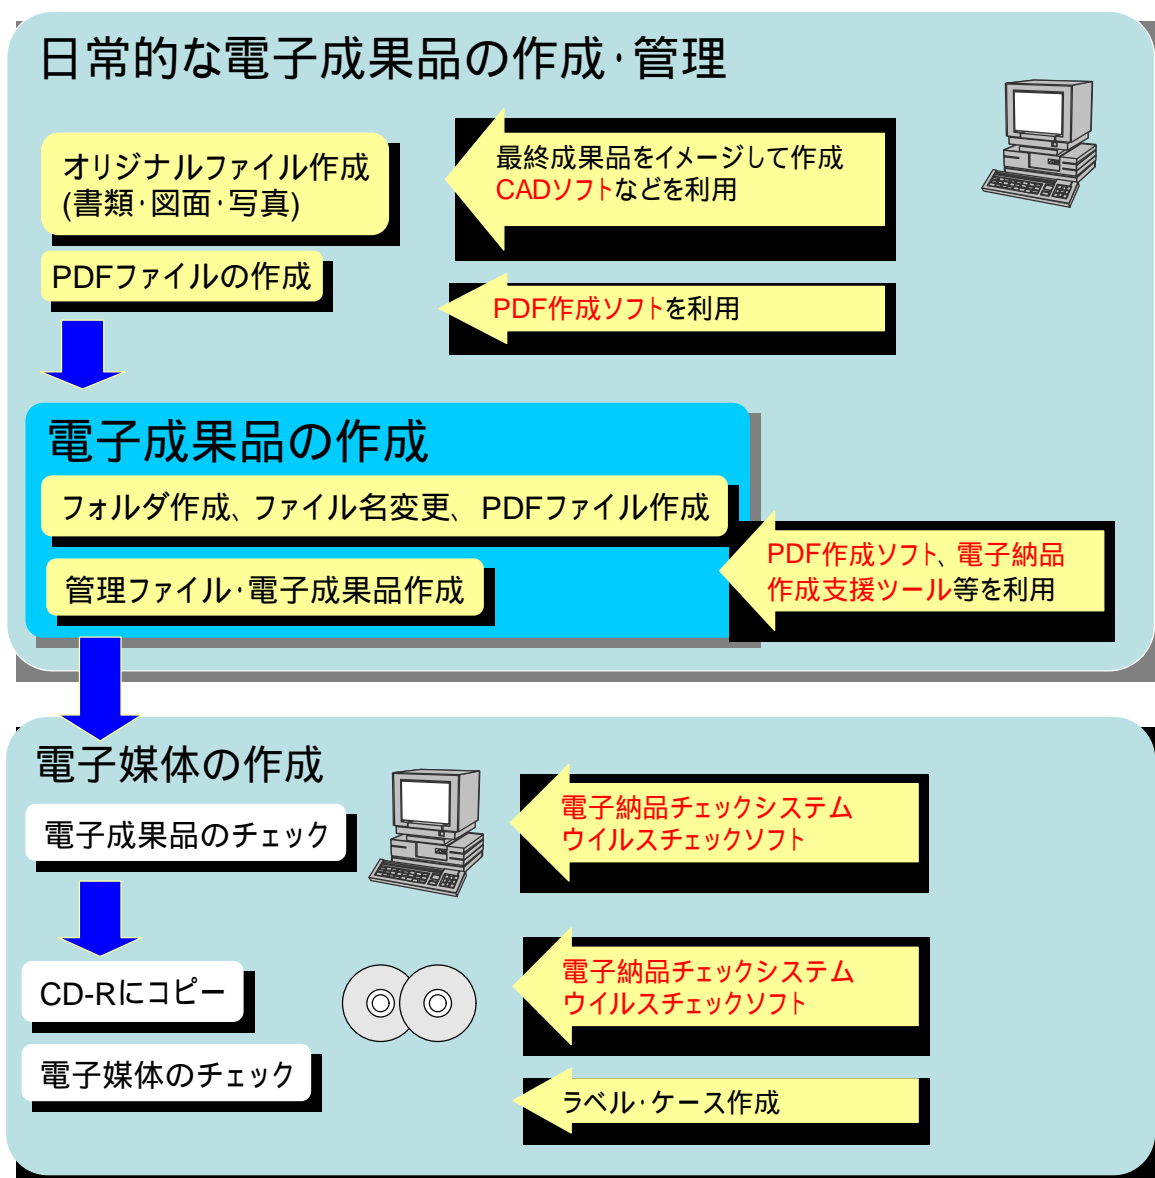 日常的な電子成果品の作成・管理
オリジナルファイル作成
(書類・図面・写真)
最終成果品をイメージして作成
CADソフトなどを利用
PDFファイルの作成
PDF作成ソフトを利用
電子成果品の作成
フォルダ作成、ファイル名変更、PDFファイル作成
管理ファイル・電子成果品作成
PDF作成ソフト、電子納品
作成支援ツール等を利用
電子媒体の作成
電子成果品のチェック
電子納品チェックシステム
ウイルスチェックソフト
CD-Rにコピー
電子納品チェックシステム
ウイルスチェックソフト
電子媒体のチェック
ラベル・ケース作成